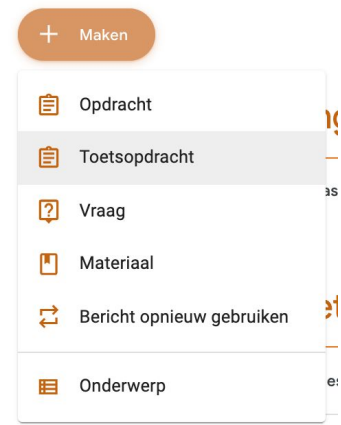 Maken
Opdracht
Toetsopdracht
Vraag
Materiaal
Bericht opnieuw gebruiken
Onderwerp